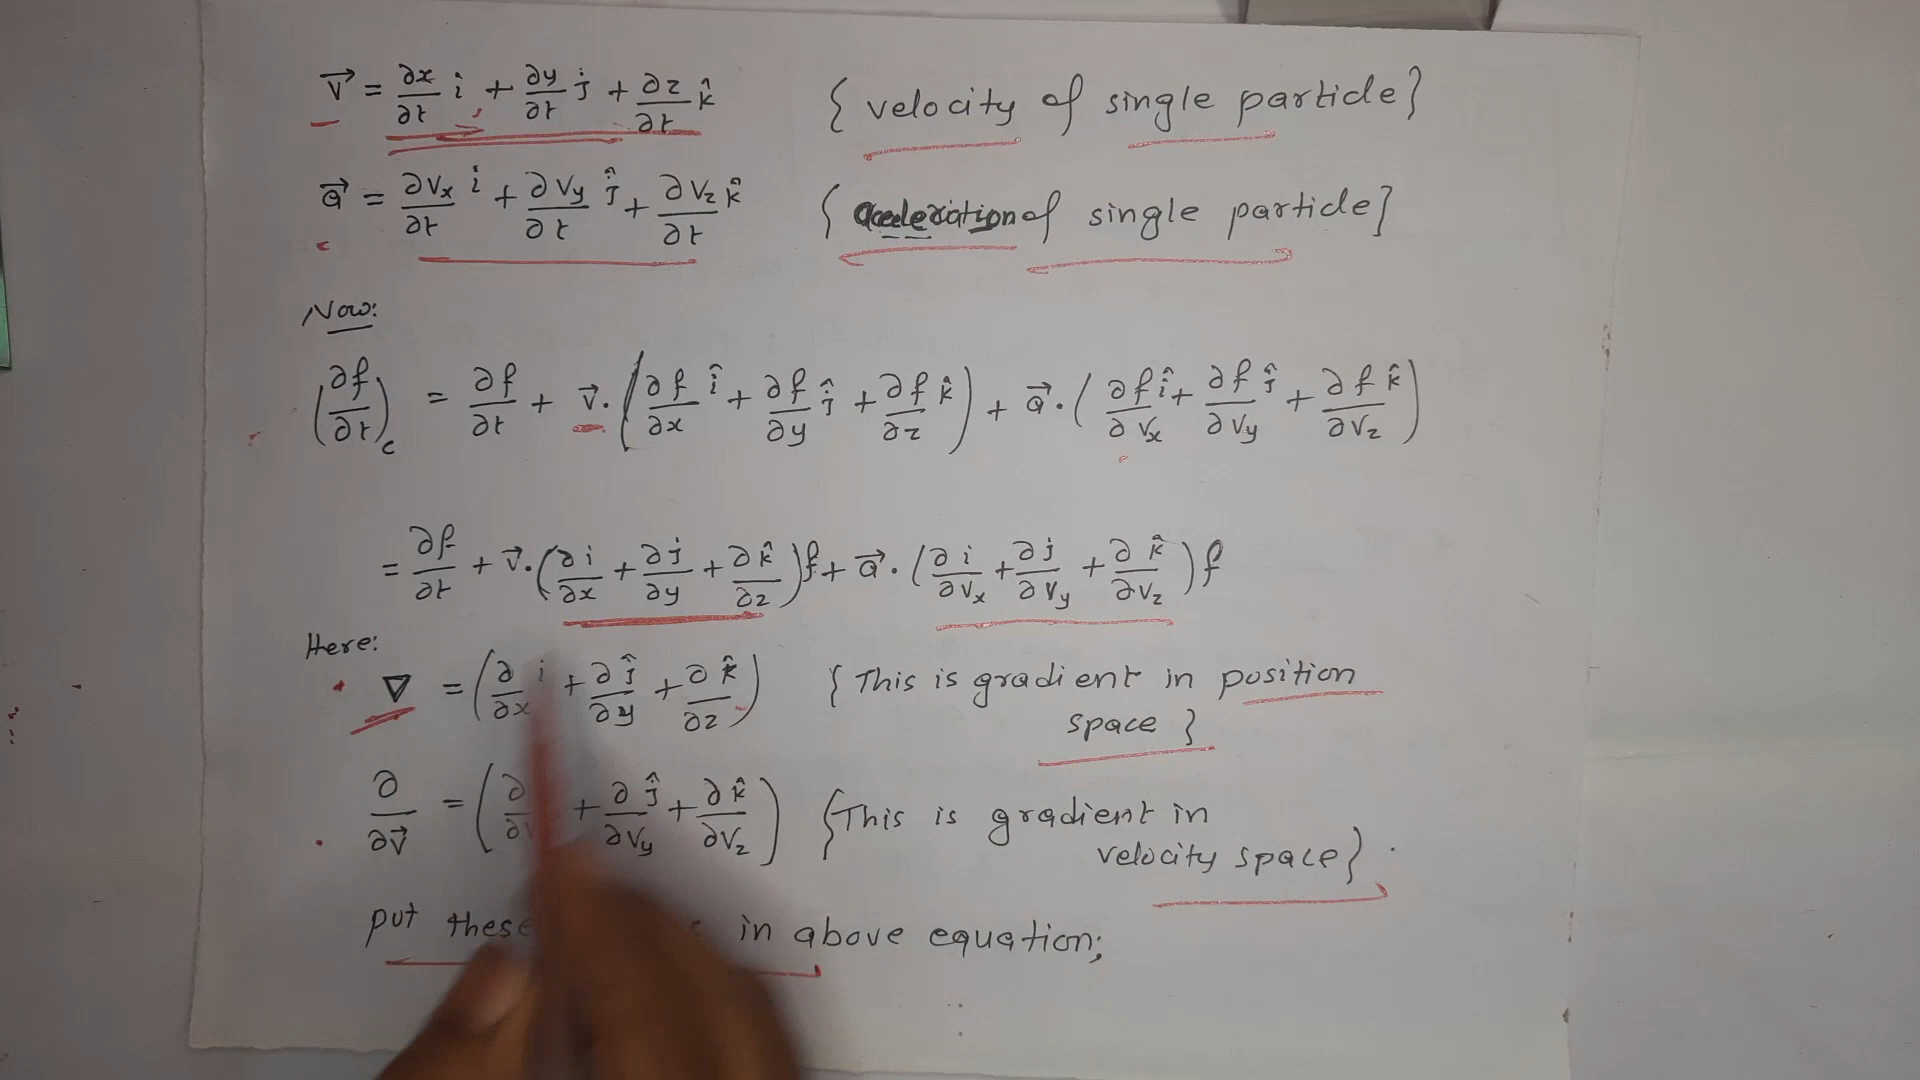 V⃗ = ∂x/∂t i + ∂y/∂t j + ∂z/∂t k̂ { velocity of single particle}
a⃗ = ∂Vx/∂t î + ∂Vy/∂t ĵ + ∂Vz/∂t k̂ { acceleration of single particle}
Now:
(∂f/∂t)c = ∂f/∂t + v⃗.(∂f/∂x î + ∂f/∂y ĵ + ∂f/∂z k̂) + a⃗.(∂f/∂Vx î + ∂f/∂Vy ĵ + ∂f/∂Vz k̂)
= ∂f/∂t + v⃗.(∂/∂x i + ∂/∂y j + ∂/∂z k̂)f + a⃗.(∂/∂Vx i + ∂/∂Vy j + ∂/∂Vz k̂)f
Here:
∇ = (∂/∂x i + ∂/∂y ĵ + ∂/∂z k̂) { This is gradient in position
space }
∂/∂v⃗ = (∂/∂v + ∂/∂Vy ĵ + ∂/∂Vz k̂) {This is gradient in
velocity space}.
put these in above equation;